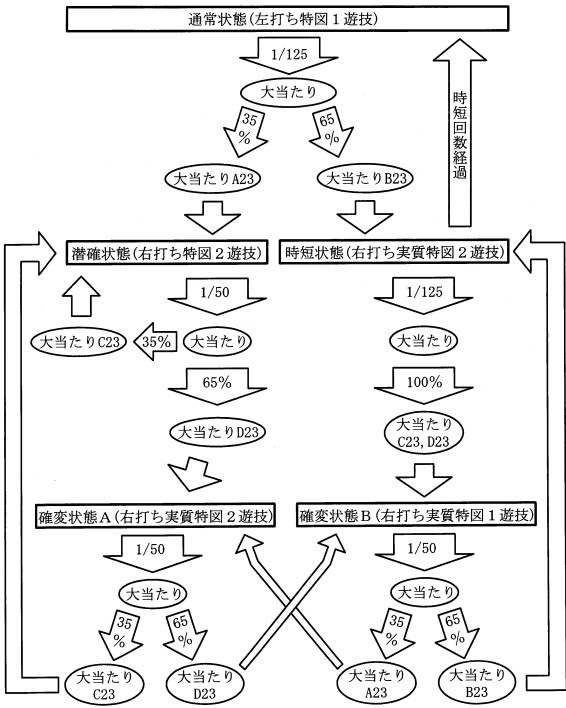 通常状態(左打ち特図１遊技)
1/125
大当たり
35
%
65
%
時短回数経過
大当たりA23
大当たりB23
潜確状態(右打ち特図２遊技)
時短状態(右打ち実質特図２遊技)
1/50
1/125
大当たりC23
35%
大当たり
大当たり
65%
100%
大当たりD23
大当たり
C23,D23
確変状態A(右打ち実質特図２遊技)
確変状態B(右打ち実質特図１遊技)
1/50
1/50
大当たり
大当たり
35
%
65
%
35
%
65
%
大当たり
C23
大当たり
D23
大当たり
A23
大当たり
B23